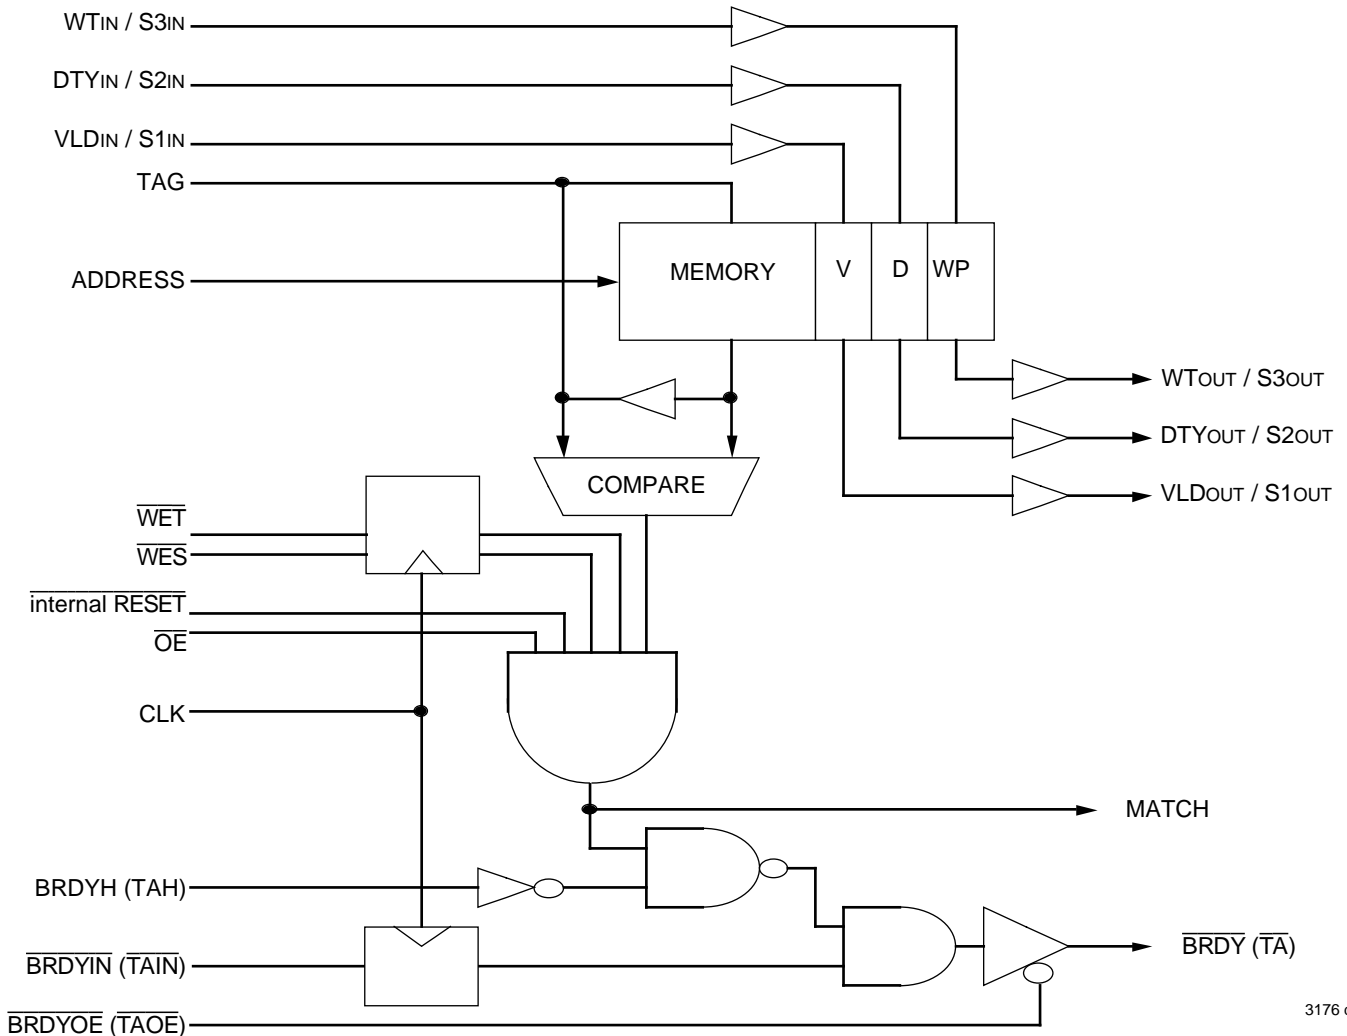 WTIN / S3IN
DTYIN / S2IN
VLDIN / S1IN
TAG
ADDRESS
MEMORY
V
D
WP
WTOUT / S3OUT
DTYOUT / S2OUT
VLDOUT / S1OUT
COMPARE
WET
WES
internal RESET
OE
CLK
MATCH
BRDYH (TAH)
BRDYIN (TAIN)
BRDY (TA)
BRDYOE (TAOE)
3176